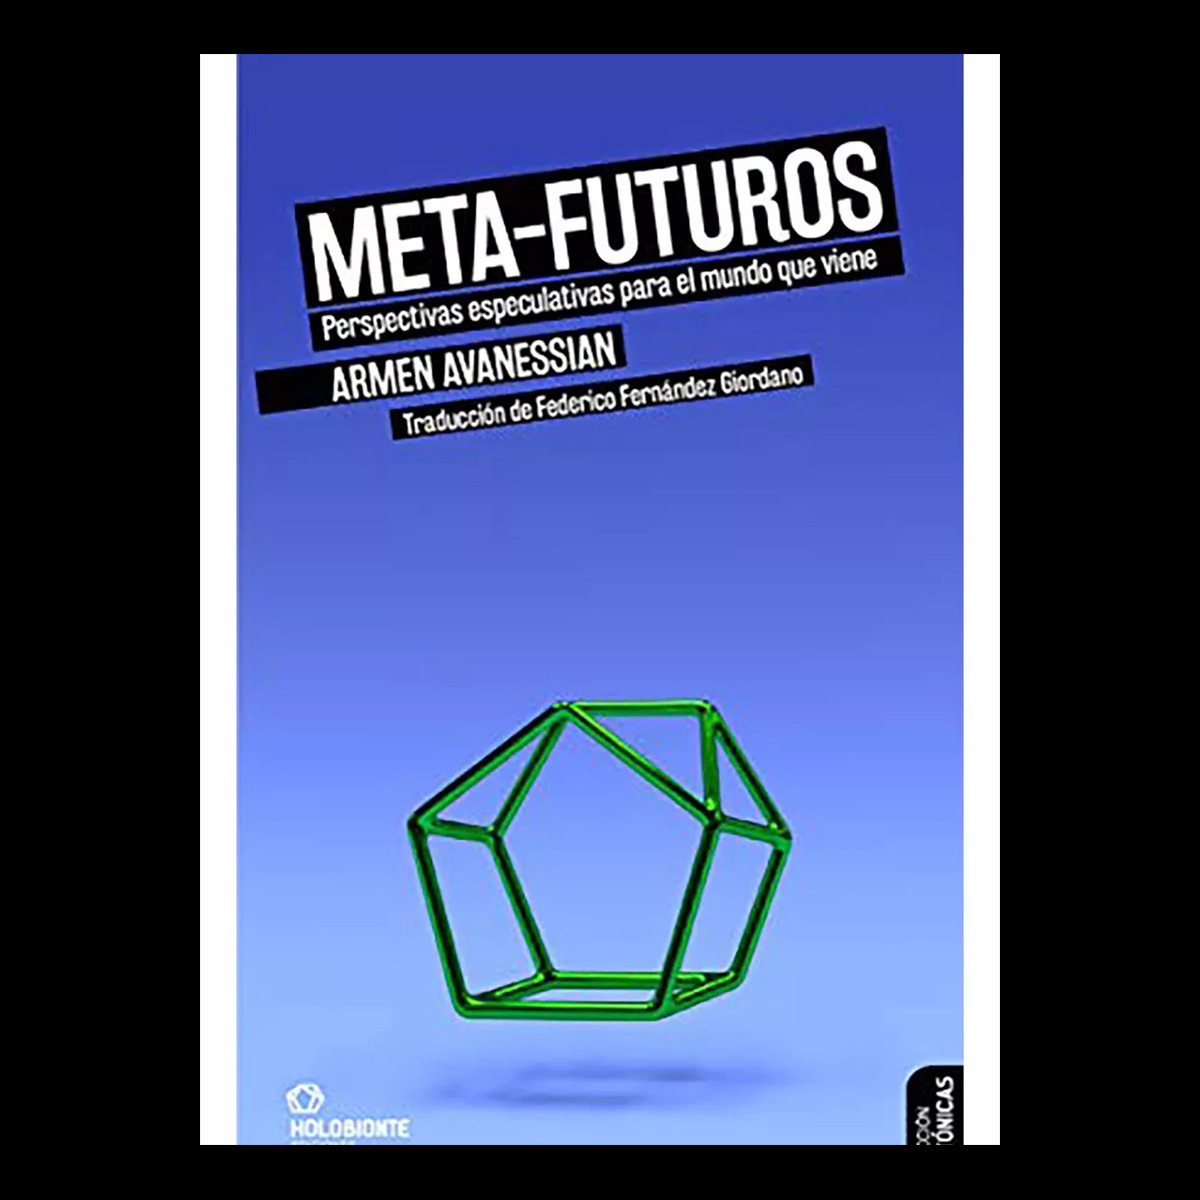 META-FUTUROS
Perspectivas especulativas para el mundo que viene
ARMEN AVANESSIAN
Traducción de Federico Fernández Giordano
HOLOBIONTE